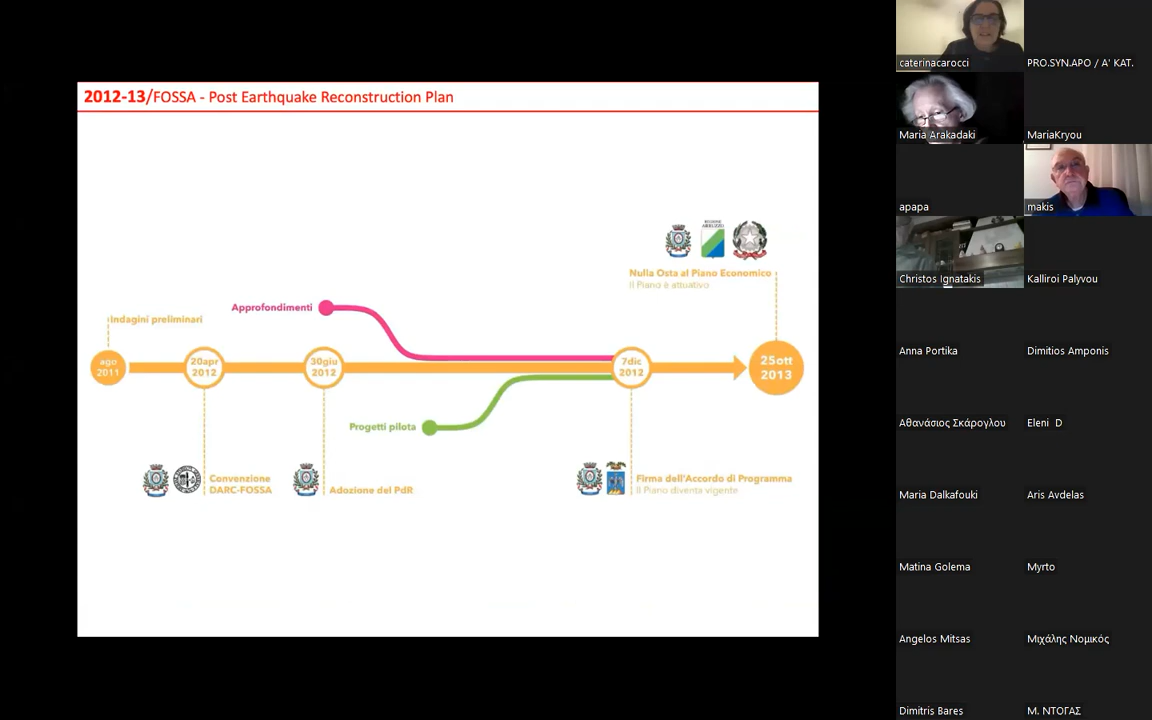 2012-13/FOSSA - Post Earthquake Reconstruction Plan
REGIONE
ABRUZZO
Nulla Osta al Piano Economico
Il Piano è attuativo
Approfondimenti
Indagini preliminari
ago
2011
20apr
2012
30giu
2012
7dic
2012
25ott
2013
Progetti pilota
Convenzione
DARC-FOSSA
Adozione del PdR
Firma dell'Accordo di Programma
Il Piano diventa vigente
caterinacarocci
PRO.SYN.APO / A' KAT.
Maria Arakadaki
MariaKryou
apapa
makis
Christos Ignatakis
Kalliroi Palyvou
Anna Portika
Dimitios Amponis
Αθανάσιος Σκάρογλου
Eleni D
Maria Dalkafouki
Aris Avdelas
Matina Golema
Myrto
Angelos Mitsas
Μιχάλης Νομικός
Dimitris Bares
Μ. ΝΤΟΓΑΣ